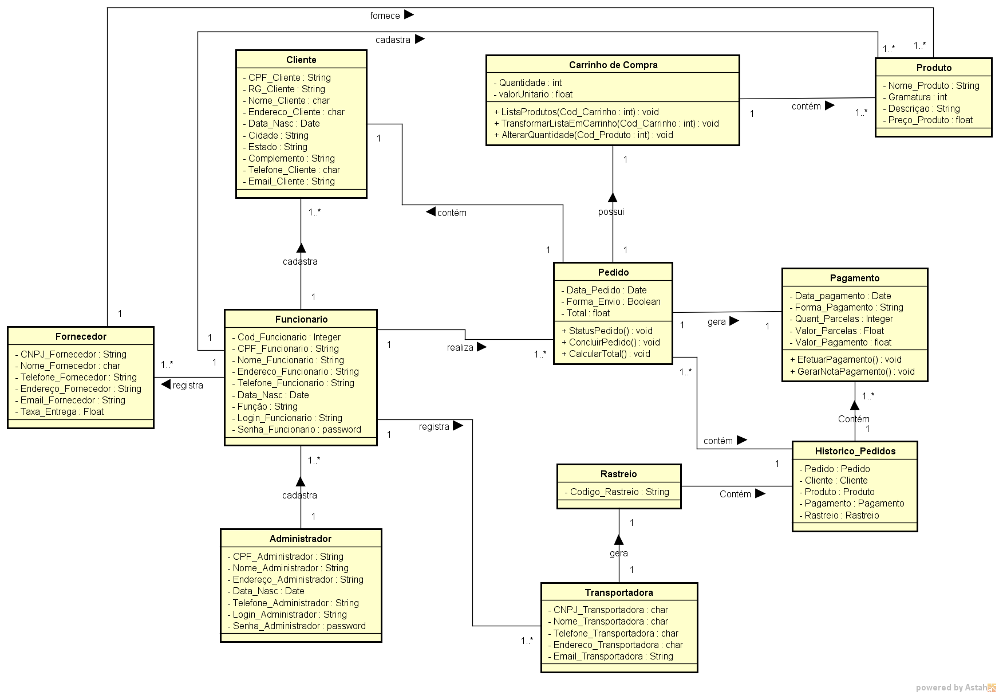 fornece
cadastra
1..*
1..*
Cliente
- CPF_Cliente : String
- RG_Cliente : String
- Nome_Cliente : char
- Endereco_Cliente : char
- Data_Nasc : Date
- Cidade : String
- Estado : String
- Complemento : String
- Telefone_Cliente : char
- Email_Cliente : String
Carrinho de Compra
- Quantidade : int
- valorUnitario : float
+ ListaProdutos(Cod_Carrinho : int) : void
+ TransformarListaEmCarrinho(Cod_Carrinho : int) : void
+ AlterarQuantidade(Cod_Produto : int) : void
contém
1
1..*
Produto
- Nome_Produto : String
- Gramatura : int
- Descriçao : String
- Preço_Produto : float
1
1
1..*
contém
possui
cadastra
1
1
1
1
Pedido
- Data_Pedido : Date
- Forma_Envio : Boolean
- Total : float
+ StatusPedido() : void
+ ConcluirPedido() : void
+ CalcularTotal() : void
gera
1
1
Pagamento
- Data_pagamento : Date
- Forma_Pagamento : String
- Quant_Parcelas : Integer
- Valor_Parcelas : Float
- Valor_Pagamento : float
+ EfetuarPagamento() : void
+ GerarNotaPagamento() : void
Fornecedor
- CNPJ_Fornecedor : String
- Nome_Fornecedor : char
- Telefone_Fornecedor : String
- Endereço_Fornecedor : String
- Email_Fornecedor : String
- Taxa_Entrega : Float
1
1
1..*
registra
Funcionario
- Cod_Funcionario : Integer
- CPF_Funcionario : String
- Nome_Funcionario : String
- Endereco_Funcionario : String
- Telefone_Funcionario : String
- Data_Nasc : Date
- Função : String
- Login_Funcionario : String
- Senha_Funcionario : password
1
realiza
1..*
1..*
1..*
Contém
1
registra
1
contém
1
Historico_Pedidos
- Pedido : Pedido
- Cliente : Cliente
- Produto : Produto
- Pagamento : Pagamento
- Rastreio : Rastreio
1..*
cadastra
1
Rastreio
- Codigo_Rastreio : String
Contém
1
gera
1
Administrador
- CPF_Administrador : String
- Nome_Administrador : String
- Endereço_Administrador : String
- Data_Nasc : Date
- Telefone_Administrador : String
- Login_Administrador : String
- Senha_Administrador : password
1..*
Transportadora
- CNPJ_Transportadora : char
- Nome_Transportadora : char
- Telefone_Transportadora : char
- Endereco_Transportadora : char
- Email_Transportadora : String
powered by Astah